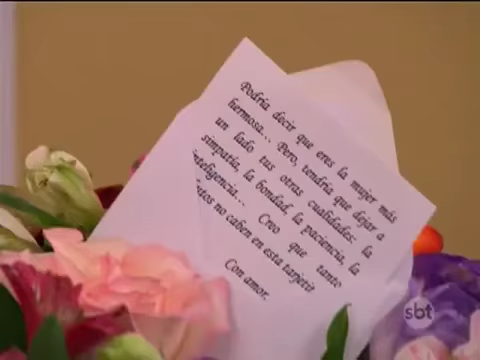 Podría decir que eres la mujer más
hermosa... Pero, tendría que dejar a
un lado tus otras cualidades: la
simpatía, la bondad, la paciencia, la
inteligencia... Creo que tanto
no caben en esta tarjeta
Con amor.
sbt